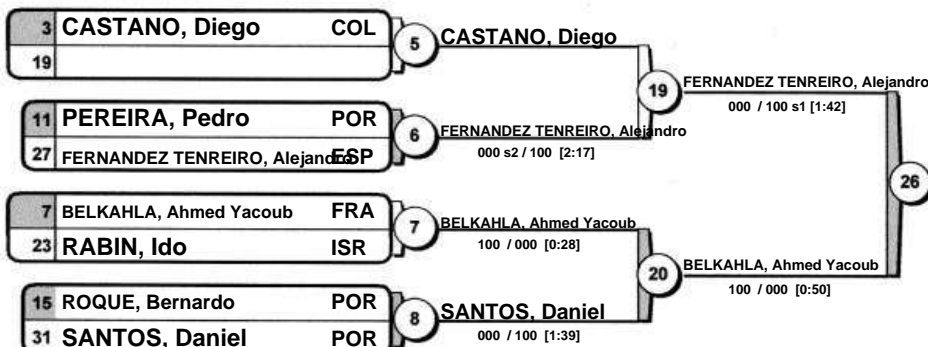 3 CASTANO, Diego COL
19
5 CASTANO, Diego
11 PEREIRA, Pedro POR
27 FERNANDEZ TENREIRO, Alejandro ESP
6 FERNANDEZ TENREIRO, Alejandro
000 s2 / 100 [2:17]
19 FERNANDEZ TENREIRO, Alejandro
000 / 100 s1 [1:42]
7 BELKAHLA, Ahmed Yacoub FRA
23 RABIN, Ido ISR
7 BELKAHLA, Ahmed Yacoub
100 / 000 [0:28]
15 ROQUE, Bernardo POR
31 SANTOS, Daniel POR
8 SANTOS, Daniel
000 / 100 [1:39]
20 BELKAHLA, Ahmed Yacoub
100 / 000 [0:50]
26